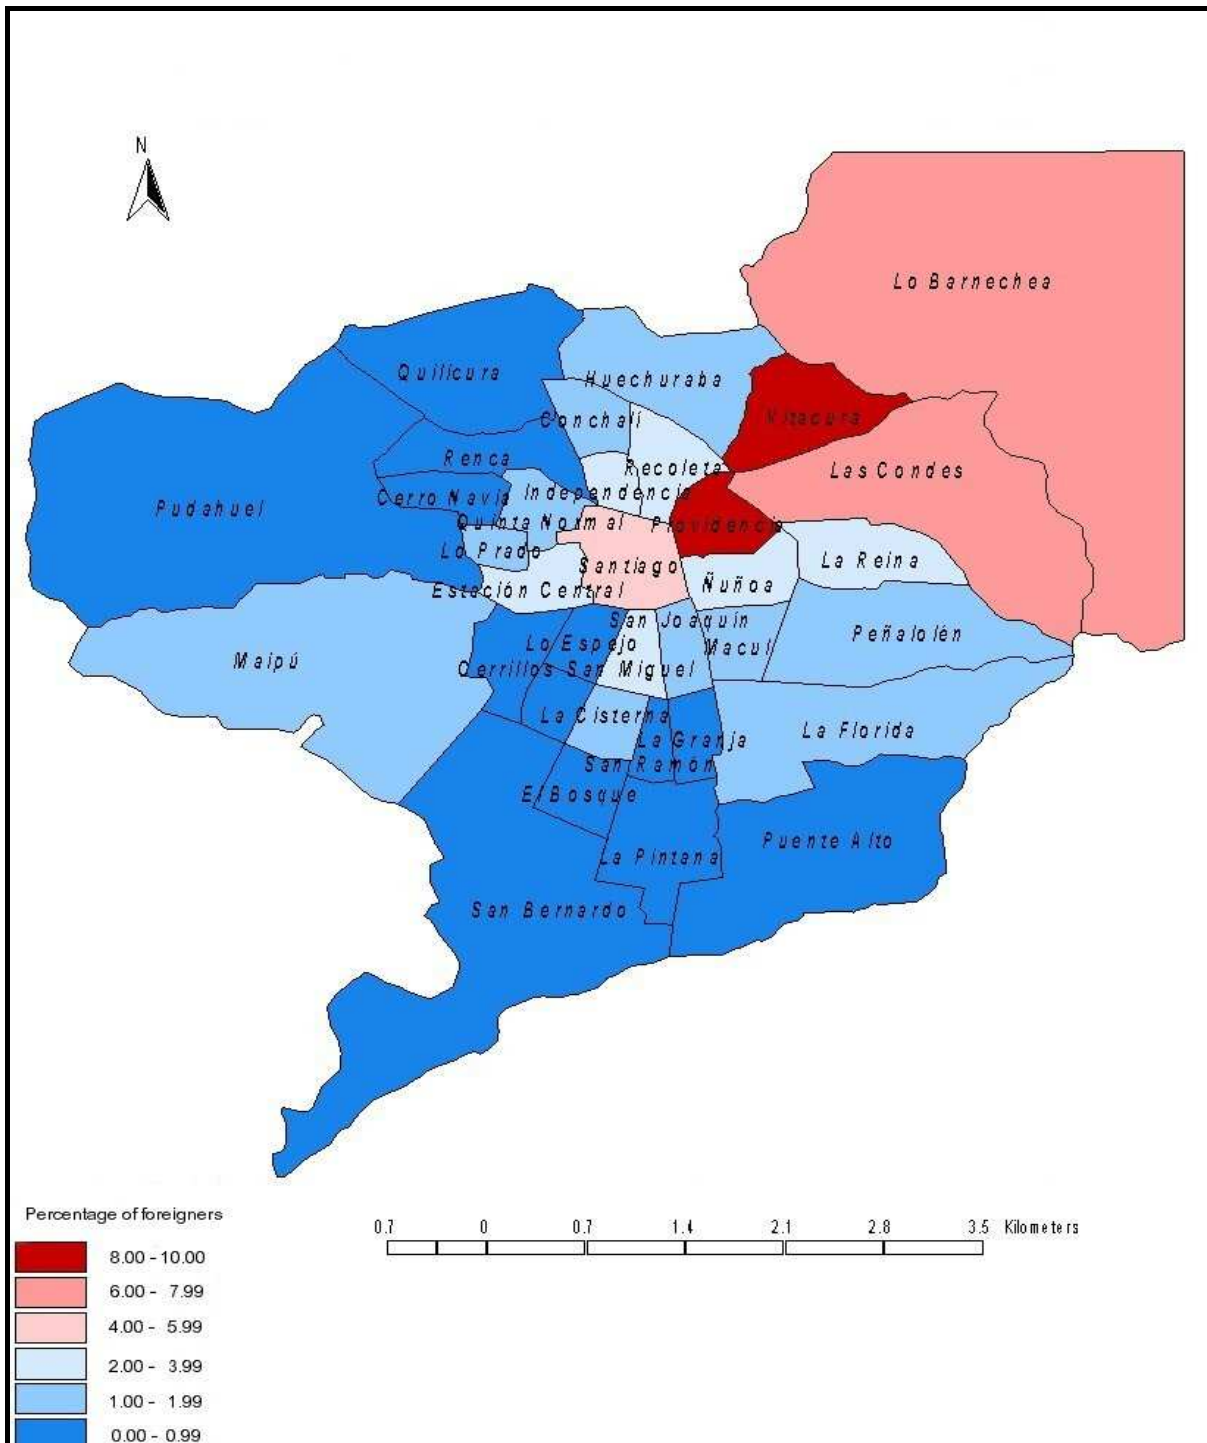 N
Lo Barnechea
Quilicura
Huechuraba
Conchalí
Vitacura
Renca
Recoleta
Las Condes
Cerro Navia
Independencia
Pudahuel
Quinta Normal
Providencia
Lo Prado
Santiago
La Reina
Estación Central
Ñuñoa
San Joaquín
Lo Espejo
Macul
Peñalolén
Maipú
Cerrillos
San Miguel
La Cisterna
La Granja
La Florida
San Ramón
El Bosque
Puente Alto
La Pintana
San Bernardo
Percentage of foreigners
8.00 - 10.00
6.00 - 7.99
4.00 - 5.99
2.00 - 3.99
1.00 - 1.99
0.00 - 0.99
0.7 0 0.7 1.4 2.1 2.8 3.5 Kilometers